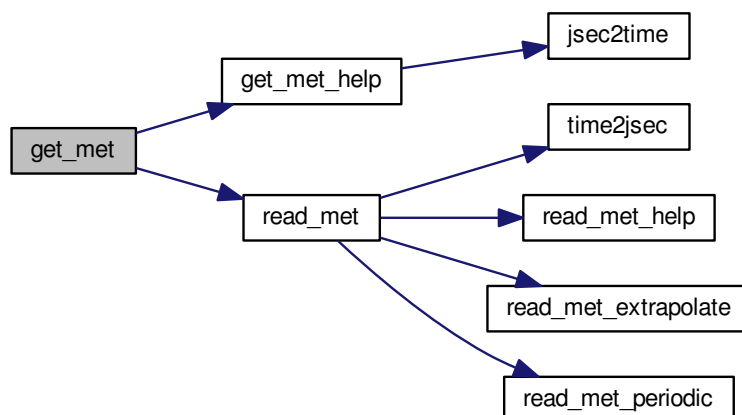 jsec2time
get_met_help
time2jsec
get_met
read_met
read_met_help
read_met_extrapolate
read_met_periodic